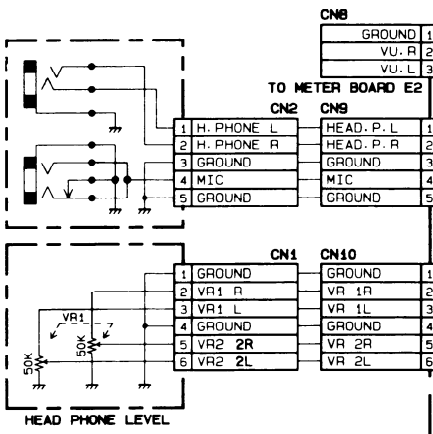 CN8
GROUND 1
VU. R 2
VU. L 3
TO METER BOARD E2
CN2 CN9
1 H. PHONE L HEAD. P. L 1
2 H. PHONE R HEAD. P. R 2
3 GROUND GROUND 3
4 MIC MIC 4
5 GROUND GROUND 5
CN1 CN10
1 GROUND GROUND 1
2 VR1 R VR 1R 2
3 VR1 L VR 1L 3
4 GROUND GROUND 4
5 VR2 2R VR 2R 5
6 VR2 2L VR 2L 6
VR1
50K
50K
HEAD PHONE LEVEL